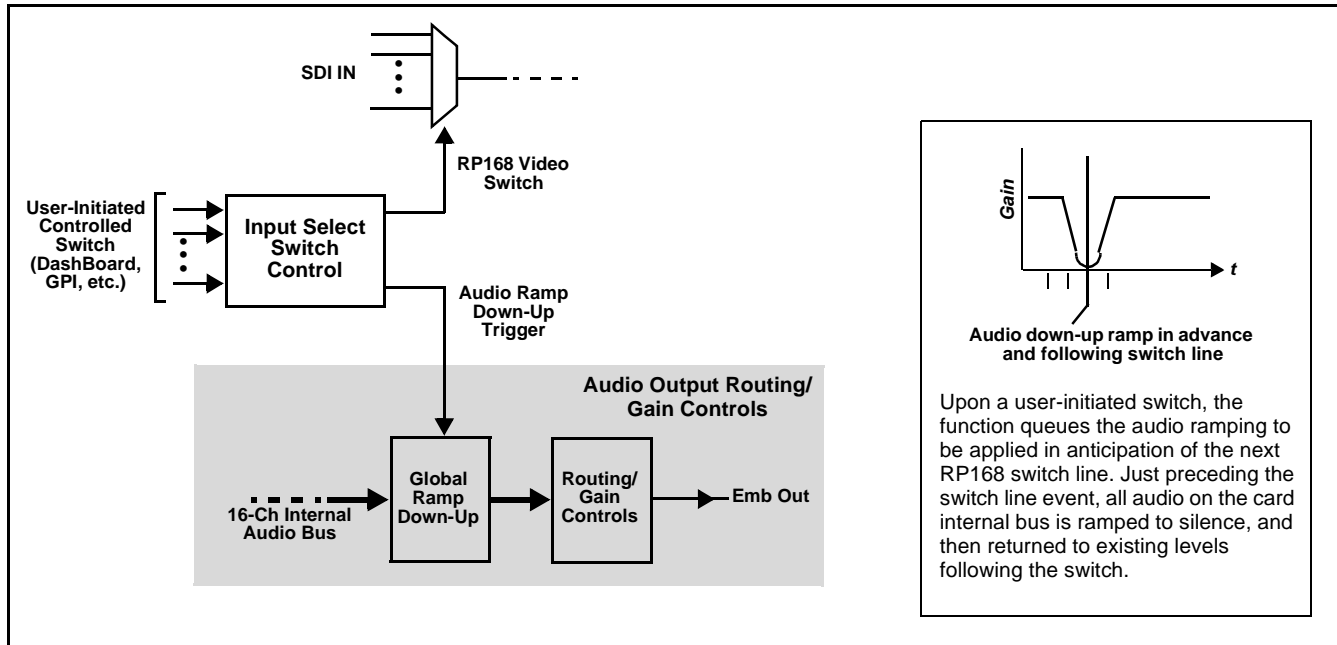 SDI IN
RP168 Video
Switch
User-Initiated
Controlled
Switch
(DashBoard,
GPI, etc.)
Input Select
Switch
Control
Audio Ramp
Down-Up
Trigger
Audio Output Routing/
Gain Controls
16-Ch Internal
Audio Bus
Global
Ramp
Down-Up
Routing/
Gain
Controls
Emb Out
Gain
t
Audio down-up ramp in advance
and following switch line
Upon a user-initiated switch, the
function queues the audio ramping to
be applied in anticipation of the next
RP168 switch line. Just preceding the
switch line event, all audio on the card
internal bus is ramped to silence, and
then returned to existing levels
following the switch.